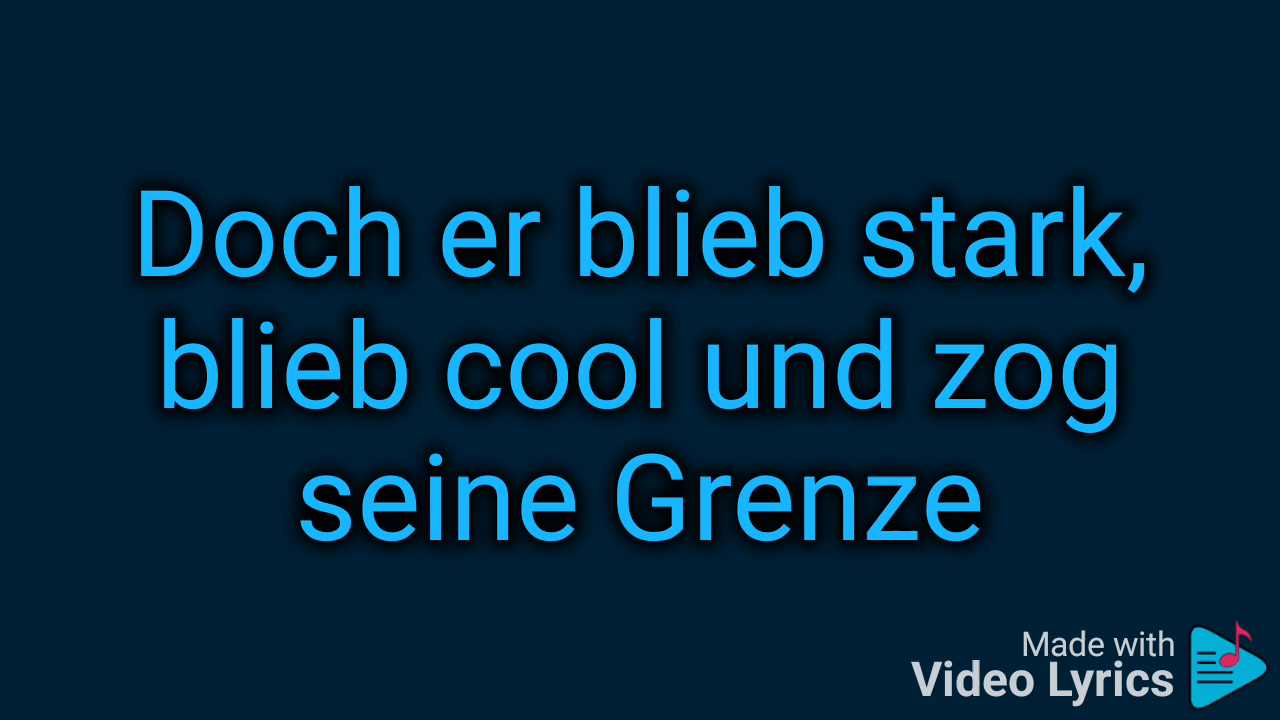 Doch er blieb stark,
blieb cool und zog
seine Grenze
Made with
Video Lyrics